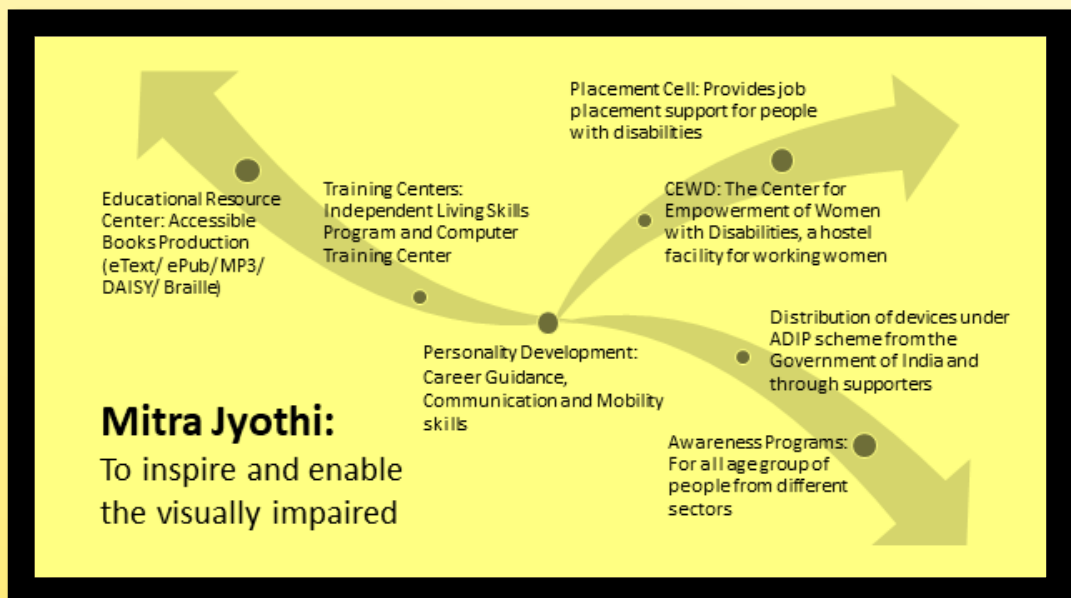 Placement Cell: Provides job
placement support for people
with disabilities
Educational Resource
Center: Accessible
Books Production
(eText/ ePub/ MP3/
DAISY/ Braille)
Training Centers:
Independent Living Skills
Program and Computer
Training Center
CEWD: The Center for
Empowerment of Women
with Disabilities, a hostel
facility for working women
Personality Development:
Career Guidance,
Communication and Mobility
skills
Distribution of devices under
ADIP scheme from the
Government of India and
through supporters
Awareness Programs:
For all age group of
people from different
sectors
Mitra Jyothi:
To inspire and enable
the visually impaired